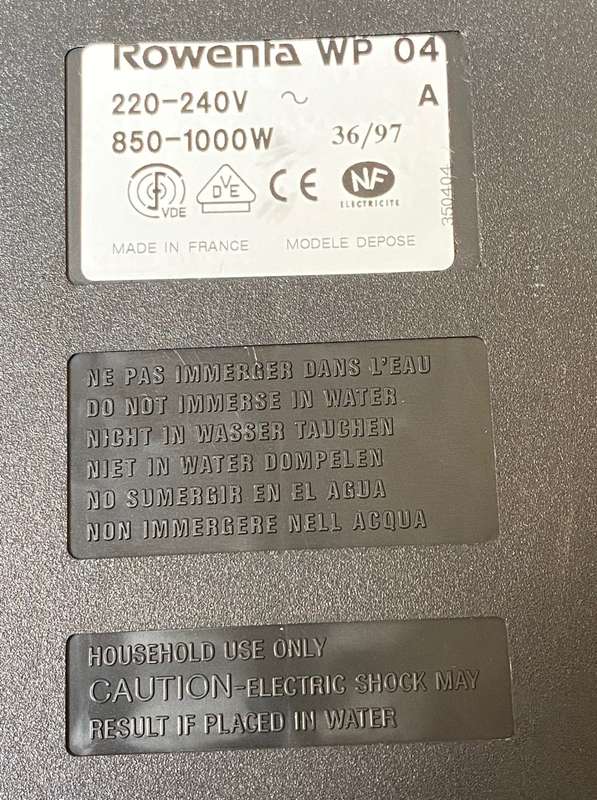 Rowenta WP 04
220-240V ~ A
850-1000W 36/97
VDE DVE CE NF
ELECTRICITE
350404
MADE IN FRANCE MODELE DEPOSE
NE PAS IMMERGER DANS L'EAU
DO NOT IMMERSE IN WATER
NICHT IN WASSER TAUCHEN
NIET IN WATER DOMPELEN
NO SUMERGIR EN EL AGUA
NON IMMERGERE NELL ACQUA
HOUSEHOLD USE ONLY
CAUTION-ELECTRIC SHOCK MAY
RESULT IF PLACED IN WATER